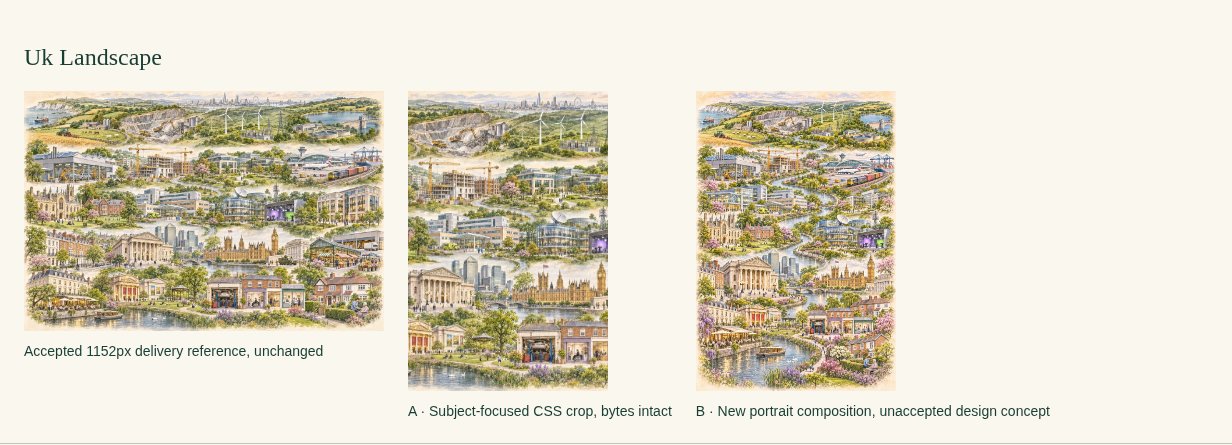 Uk Landscape
Accepted 1152px delivery reference, unchanged
A · Subject-focused CSS crop, bytes intact
B · New portrait composition, unaccepted design concept